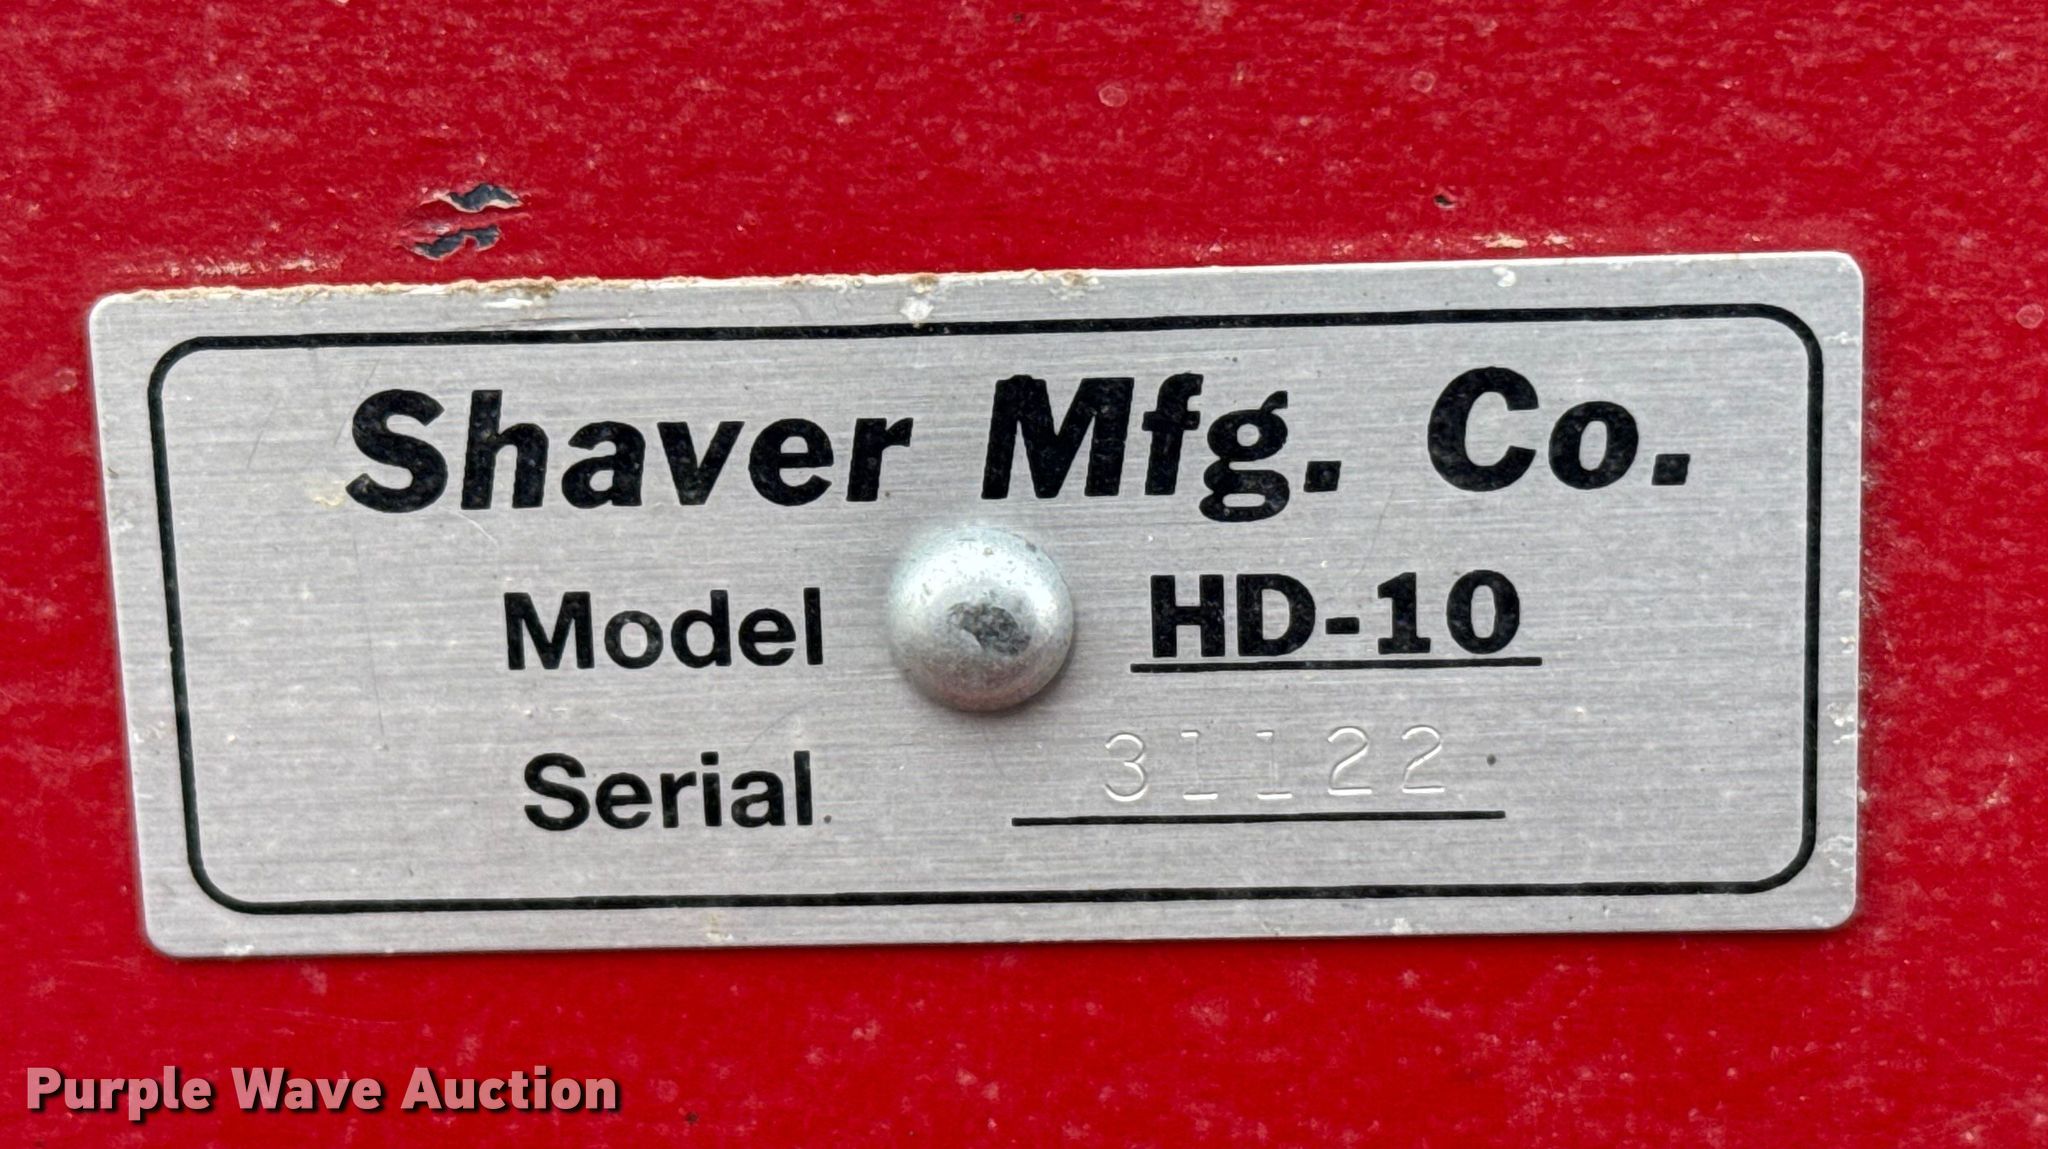 Shaver Mfg. Co.
Model HD-10
Serial 31122
Purple Wave Auction